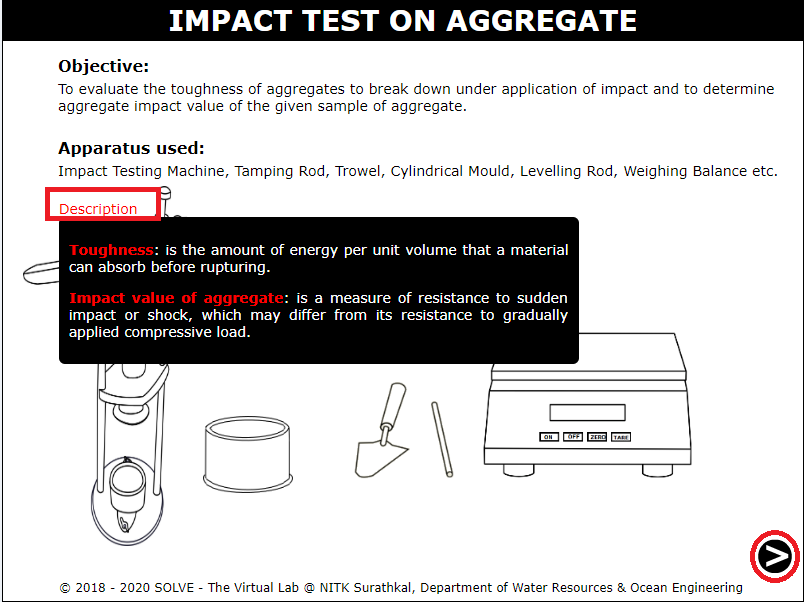 IMPACT TEST ON AGGREGATE
Objective:
To evaluate the toughness of aggregates to break down under application of impact and to determine
aggregate impact value of the given sample of aggregate.
Apparatus used:
Impact Testing Machine, Tamping Rod, Trowel, Cylindrical Mould, Levelling Rod, Weighing Balance etc.
Description
Toughness: is the amount of energy per unit volume that a material
can absorb before rupturing.
Impact value of aggregate: is a measure of resistance to sudden
impact or shock, which may differ from its resistance to gradually
applied compressive load.
ON OFF ZERO TARE
© 2018 - 2020 SOLVE - The Virtual Lab @ NITK Surathkal, Department of Water Resources & Ocean Engineering